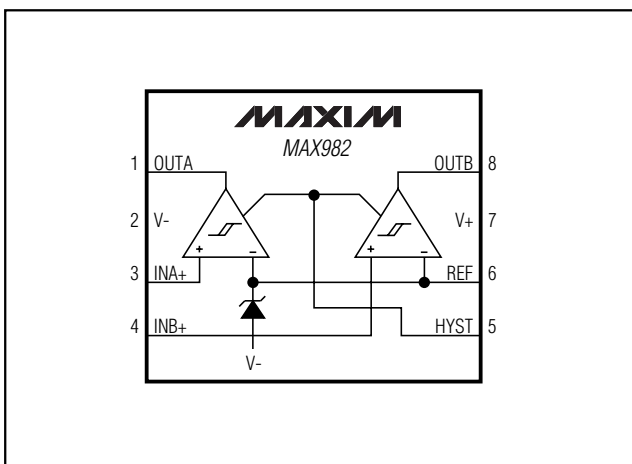 MAXIM
MAX982
1 OUTA
OUTB 8
2 V-
V+ 7
+ -
+ -
3 INA+
REF 6
4 INB+
HYST 5
V-